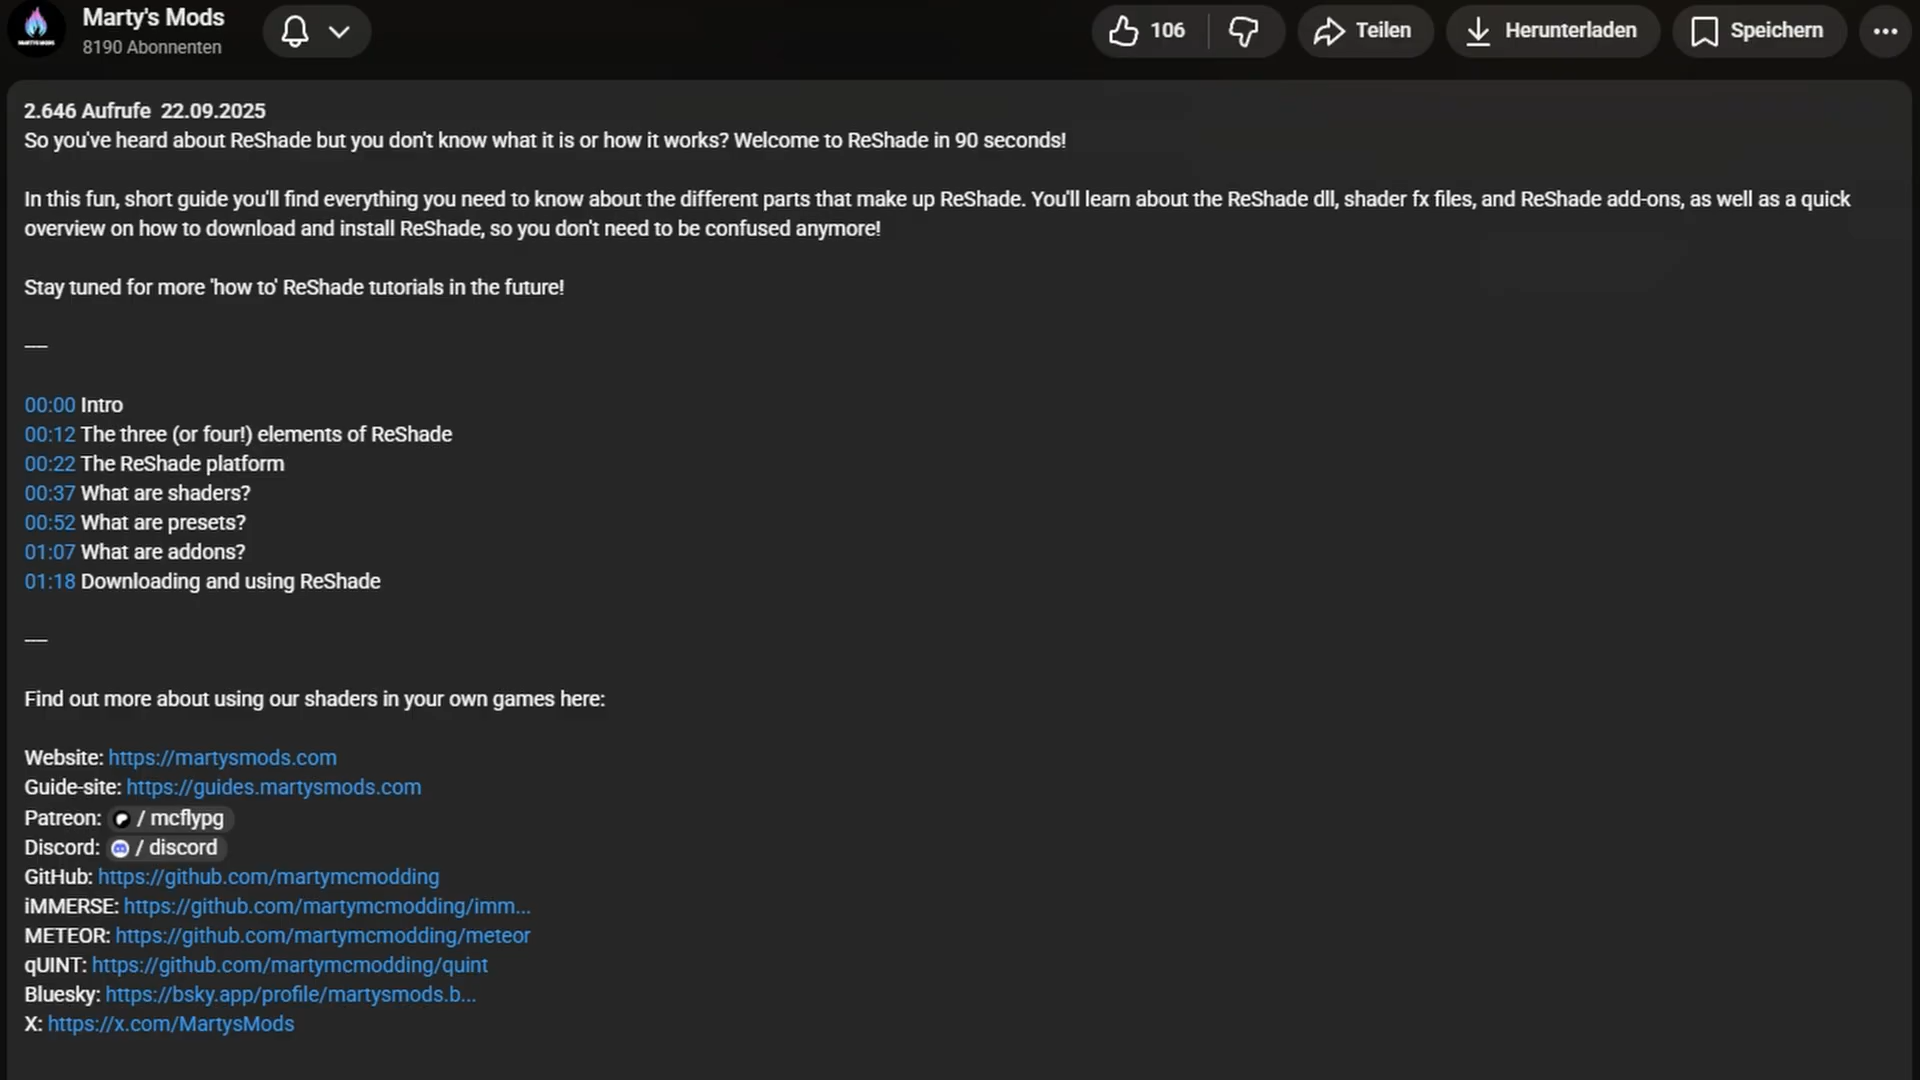 Marty's Mods
8190 Abonnenten
106
Teilen
Herunterladen
Speichern
2.646 Aufrufe 22.09.2025
So you've heard about ReShade but you don't know what it is or how it works? Welcome to ReShade in 90 seconds!
In this fun, short guide you'll find everything you need to know about the different parts that make up ReShade. You'll learn about the ReShade dll, shader fx files, and ReShade add-ons, as well as a quick
overview on how to download and install ReShade, so you don't need to be confused anymore!
Stay tuned for more 'how to' ReShade tutorials in the future!
—
00:00 Intro
00:12 The three (or four!) elements of ReShade
00:22 The ReShade platform
00:37 What are shaders?
00:52 What are presets?
01:07 What are addons?
01:18 Downloading and using ReShade
—
Find out more about using our shaders in your own games here:
Website: https://martysmods.com
Guide-site: https://guides.martysmods.com
Patreon: / mcflypg
Discord: / discord
GitHub: https://github.com/martymcmodding
iMMERSE: https://github.com/martymcmodding/imm...
METEOR: https://github.com/martymcmodding/meteor
qUINT: https://github.com/martymcmodding/quint
Bluesky: https://bsky.app/profile/martysmods.b...
X: https://x.com/MartysMods